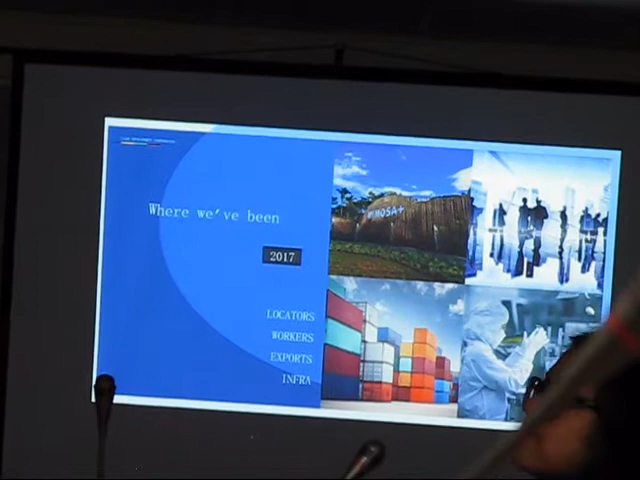 Where we've been
2017
MIMOSA+
LOCATORS
WORKERS
EXPORTS
INFRA